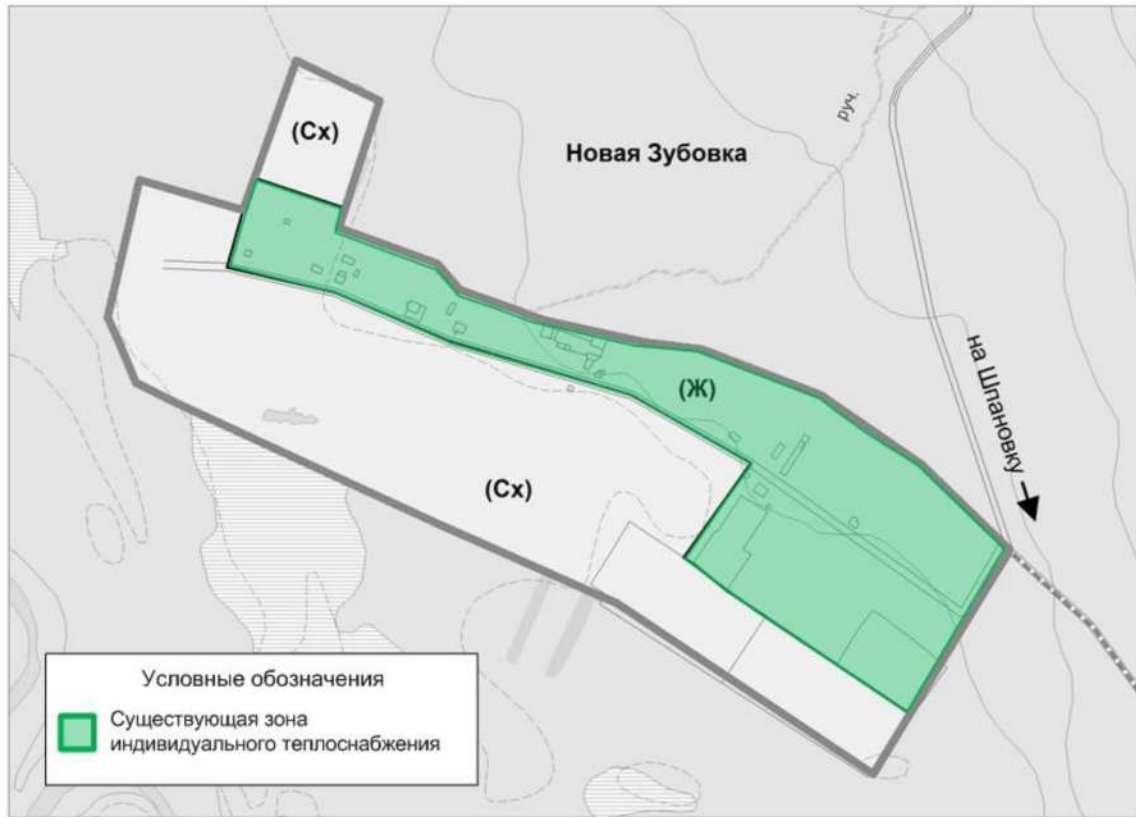 (Сх)
руч.
Новая Зубовка
на Шпановку
(Ж)
(Сх)
Условные обозначения
Существующая зона
индивидуального теплоснабжения